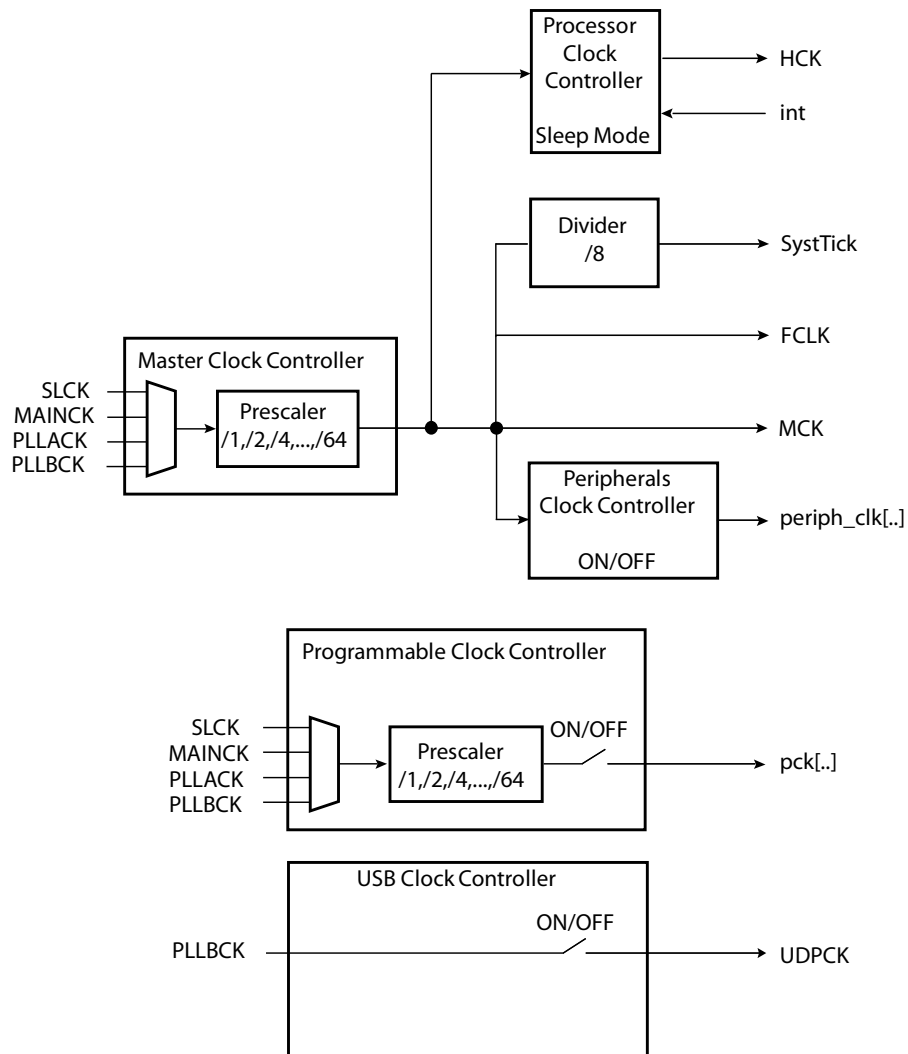 Processor
Clock
Controller
Sleep Mode
HCK
int
Divider
/8
SystTick
FCLK
Master Clock Controller
SLCK
MAINCK
PLLACK
PLLBCK
Prescaler
/1,/2,/4,...,/64
MCK
Peripherals
Clock Controller
ON/OFF
periph_clk[..]
Programmable Clock Controller
SLCK
MAINCK
PLLACK
PLLBCK
Prescaler
/1,/2,/4,...,/64
ON/OFF
pck[..]
USB Clock Controller
ON/OFF
PLLBCK
UDPCK